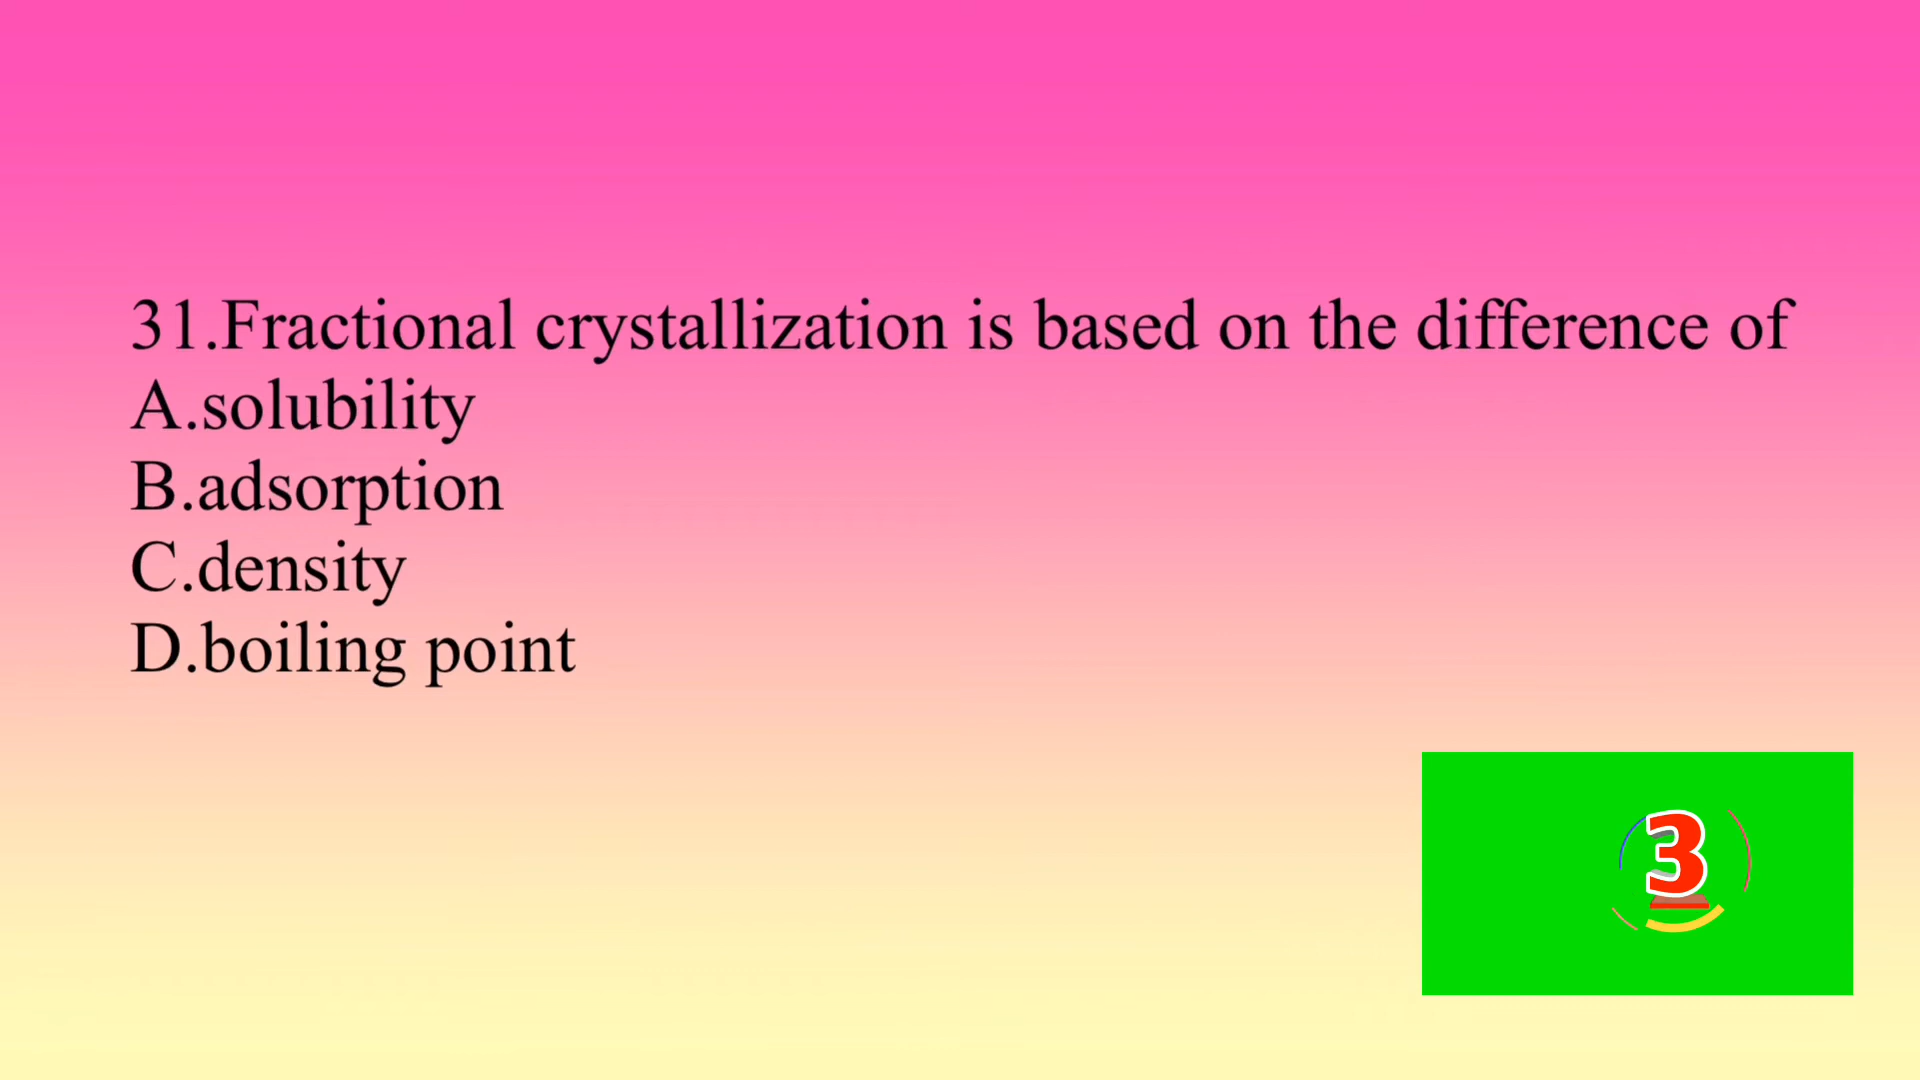 31.Fractional crystallization is based on the difference of
A.solubility
B.adsorption
C.density
D.boiling point
3